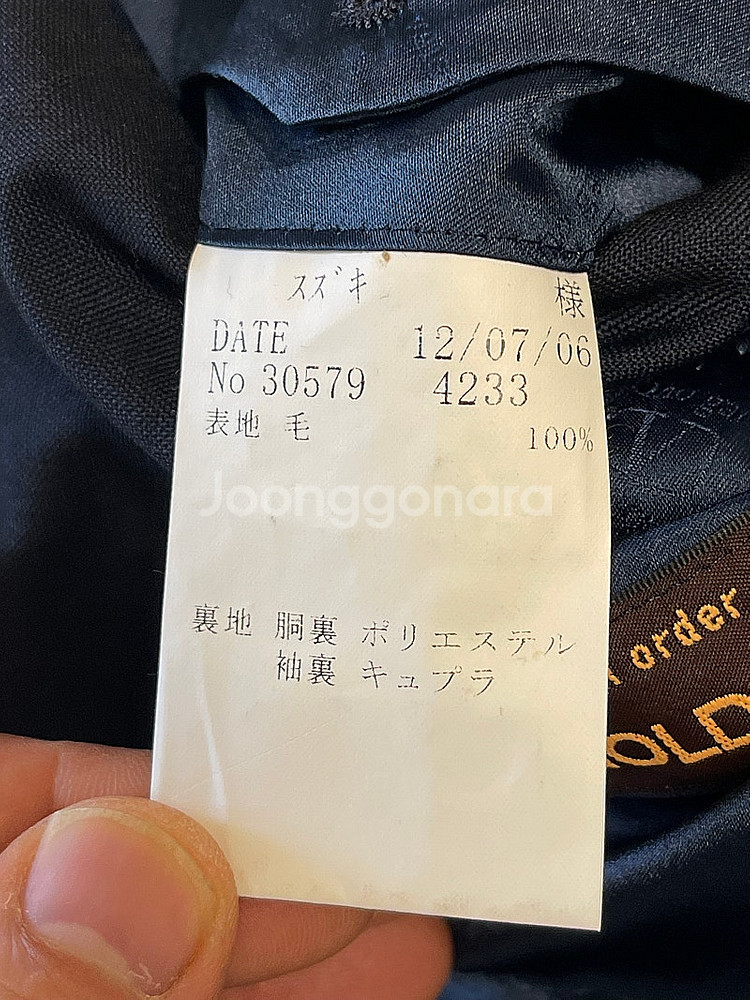 スズキ 様
DATE 12/07/06
No 30579 4233
表地 毛 100%
Joonggonara
裏地 胴裏 ポリエステル
袖裏 キュプラ
order
OLD